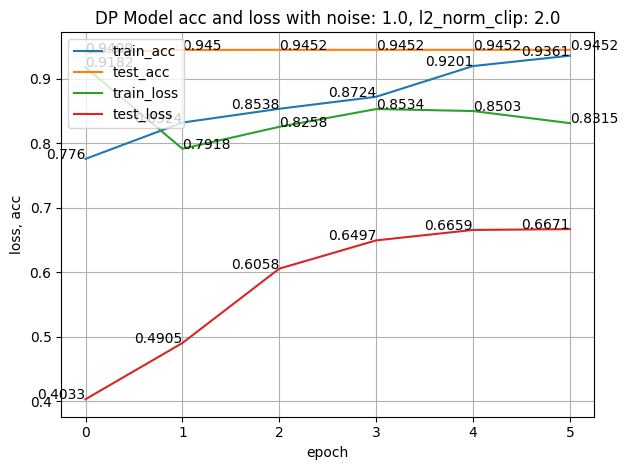 DP Model acc and loss with noise: 1.0, l2_norm_clip: 2.0
train_acc
test_acc
train_loss
test_loss
0.945 0.9452 0.9452 0.9452 0.9452
0.9182
0.776 0.8538 0.8724 0.9201 0.9361
0.7918 0.8258 0.8534 0.8503 0.8315
0.4033 0.4905 0.6058 0.6497 0.6659 0.6671
0.9
0.8
0.7
0.6
0.5
0.4
loss, acc
0 1 2 3 4 5
epoch